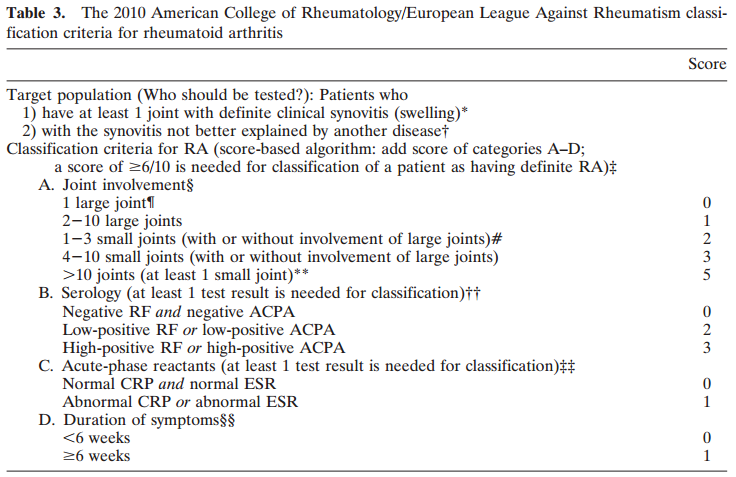 Table 3. The 2010 American College of Rheumatology/European League Against Rheumatism classi-
fication criteria for rheumatoid arthritis
Score
Target population (Who should be tested?): Patients who
1) have at least 1 joint with definite clinical synovitis (swelling)*
2) with the synovitis not better explained by another disease†
Classification criteria for RA (score-based algorithm: add score of categories A–D;
a score of ≥6/10 is needed for classification of a patient as having definite RA)‡
A. Joint involvement§
1 large joint¶ 0
2−10 large joints 1
1−3 small joints (with or without involvement of large joints)# 2
4−10 small joints (with or without involvement of large joints) 3
>10 joints (at least 1 small joint)** 5
B. Serology (at least 1 test result is needed for classification)††
Negative RF and negative ACPA 0
Low-positive RF or low-positive ACPA 2
High-positive RF or high-positive ACPA 3
C. Acute-phase reactants (at least 1 test result is needed for classification)‡‡
Normal CRP and normal ESR 0
Abnormal CRP or abnormal ESR 1
D. Duration of symptoms§§
<6 weeks 0
≥6 weeks 1